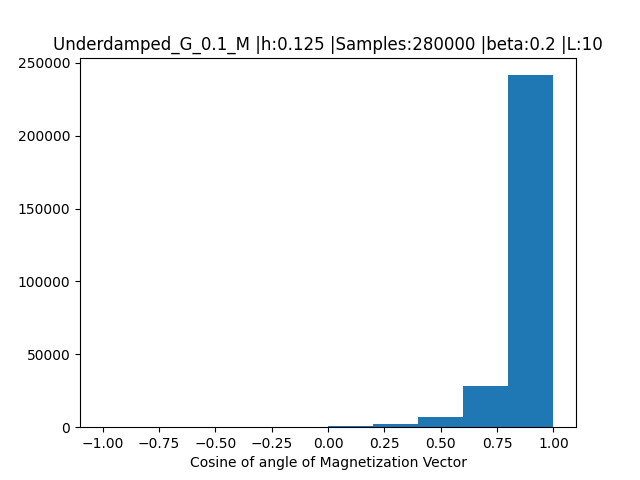 Underdamped_G_0.1_M |h:0.125 |Samples:280000 |beta:0.2 |L:10
250000
200000
150000
100000
50000
0
−1.00 −0.75 −0.50 −0.25 0.00 0.25 0.50 0.75 1.00
Cosine of angle of Magnetization Vector